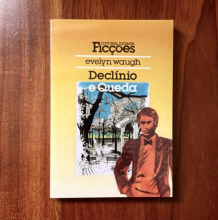 Ficções
evelyn waugh
Declínio
e Queda